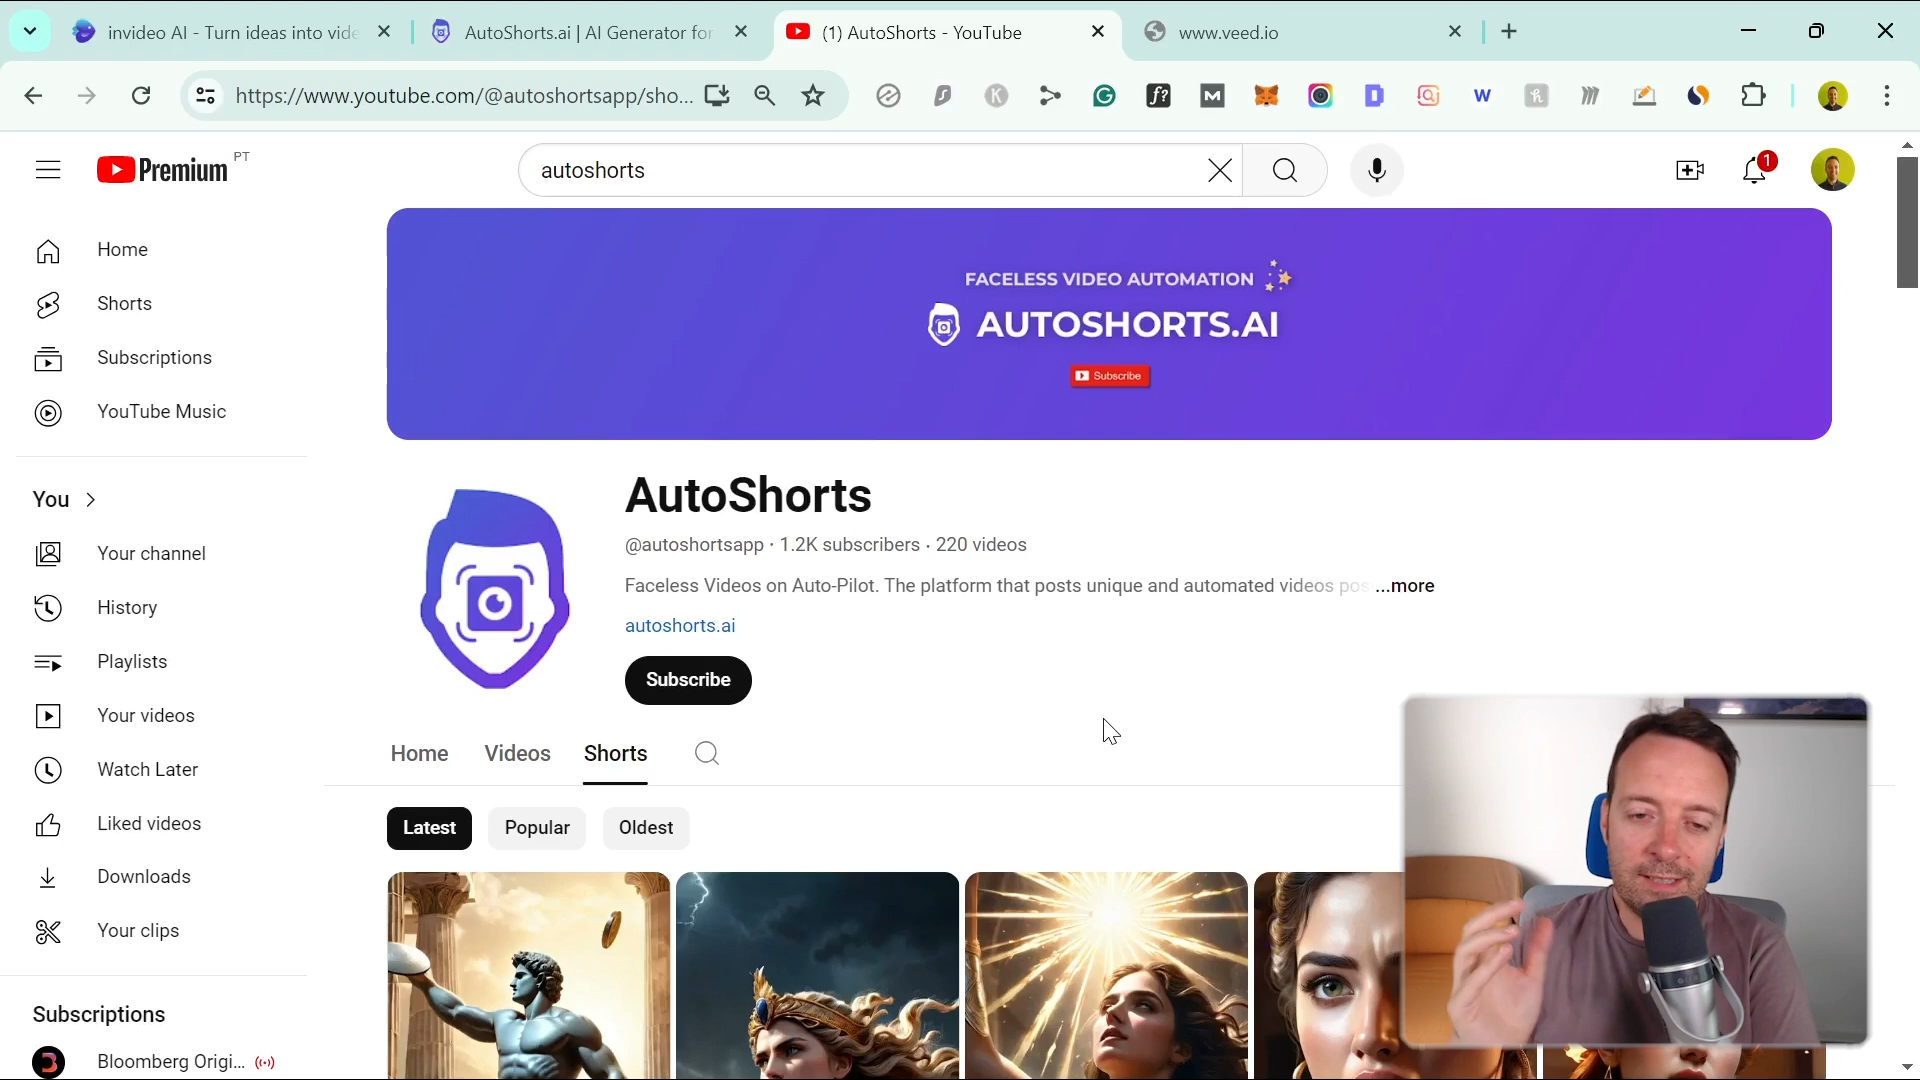 invideo AI - Turn ideas into vide
AutoShorts.ai | AI Generator for
(1) AutoShorts - YouTube
www.veed.io
https://www.youtube.com/@autoshortsapp/sho...
Premium PT
autoshorts
1
Home
Shorts
Subscriptions
YouTube Music
You
Your channel
History
Playlists
Your videos
Watch Later
Liked videos
Downloads
Your clips
Subscriptions
Bloomberg Origi...
FACELESS VIDEO AUTOMATION
AUTOSHORTS.AI
Subscribe
AutoShorts
@autoshortsapp · 1.2K subscribers · 220 videos
Faceless Videos on Auto-Pilot. The platform that posts unique and automated videos pos ...more
autoshorts.ai
Subscribe
Home Videos Shorts
Latest Popular Oldest